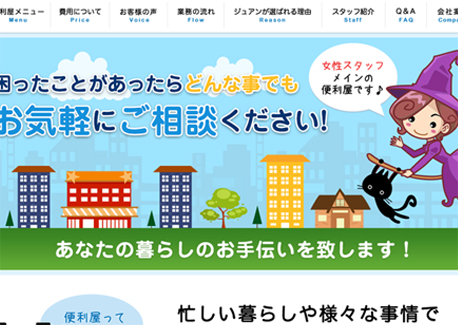 利屋メニュー 費用について お客様の声 業務の流れ ジュアンが選ばれる理由 スタッフ紹介 Q&A 会社案
Menu Price Voice Flow Reason Staff FAQ Compa
困ったことがあったらどんな事でも
お気軽にご相談ください!
女性スタッフ
メインの
便利屋です♪
あなたの暮らしのお手伝いを致します！
便利屋って
忙しい暮らしや様々な事情で